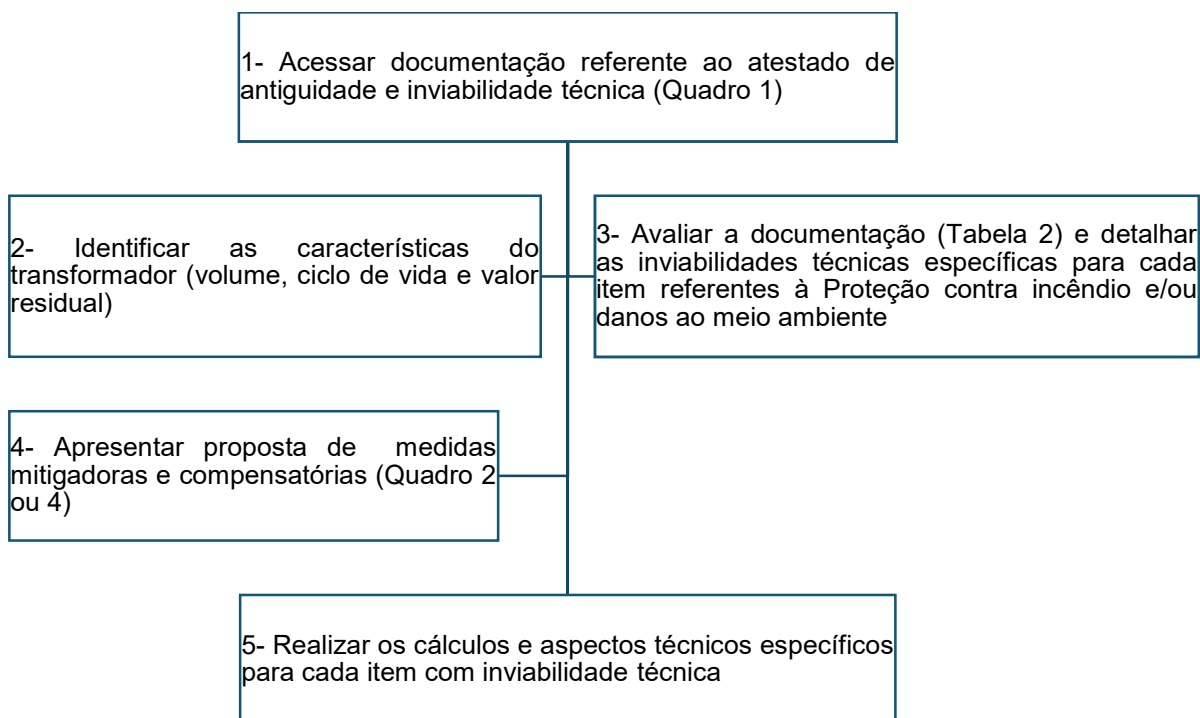 1- Acessar documentação referente ao atestado de
antiguidade e inviabilidade técnica (Quadro 1)
2- Identificar as características do
transformador (volume, ciclo de vida e valor
residual)
3- Avaliar a documentação (Tabela 2) e detalhar
as inviabilidades técnicas específicas para cada
item referentes à Proteção contra incêndio e/ou
danos ao meio ambiente
4- Apresentar proposta de medidas
mitigadoras e compensatórias (Quadro 2
ou 4)
5- Realizar os cálculos e aspectos técnicos específicos
para cada item com inviabilidade técnica